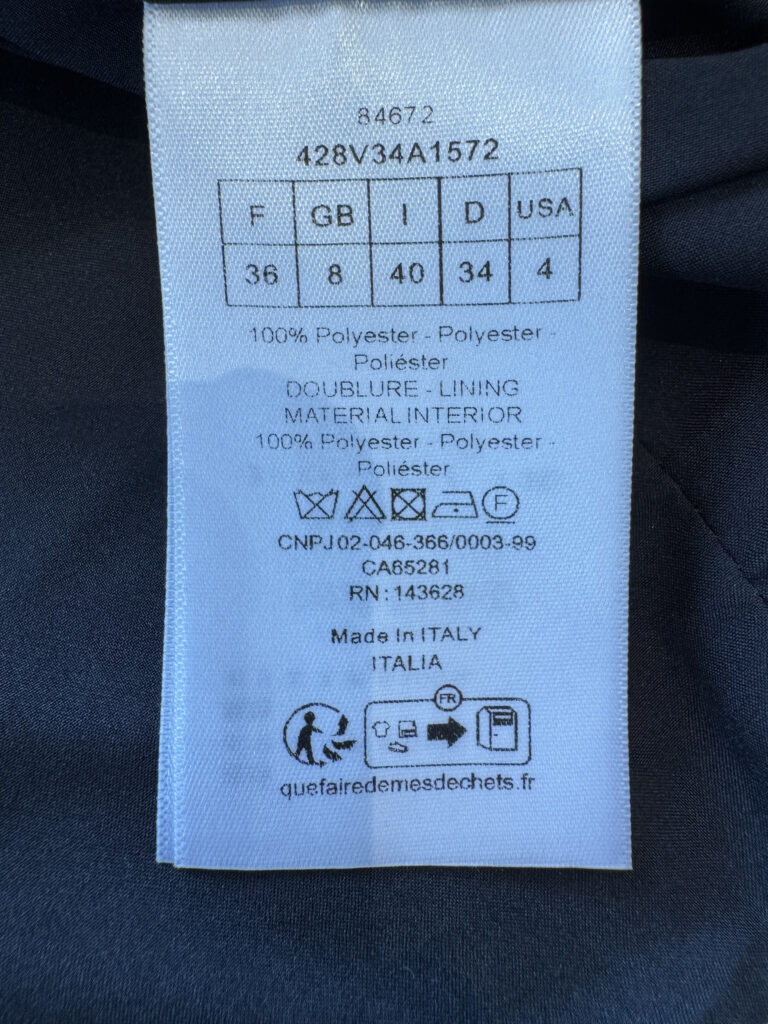 84672
428V34A1572
F GB I D USA
36 8 40 34 4
100% Polyester - Polyester -
Poliéster
DOUBLURE - LINING
MATERIAL INTERIOR
100% Polyester - Polyester -
Poliéster
F
CNPJ 02-046-366/0003-99
CA65281
RN : 143628
Made In ITALY
ITALIA
FR
quefairedemesdechets.fr